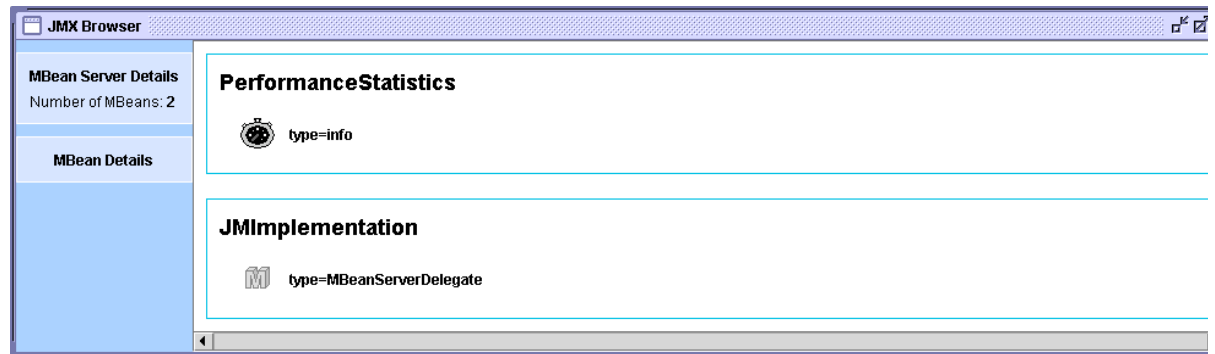 JMX Browser
MBean Server Details
Number of MBeans: 2
MBean Details
PerformanceStatistics
type=info
JMImplementation
type=MBeanServerDelegate